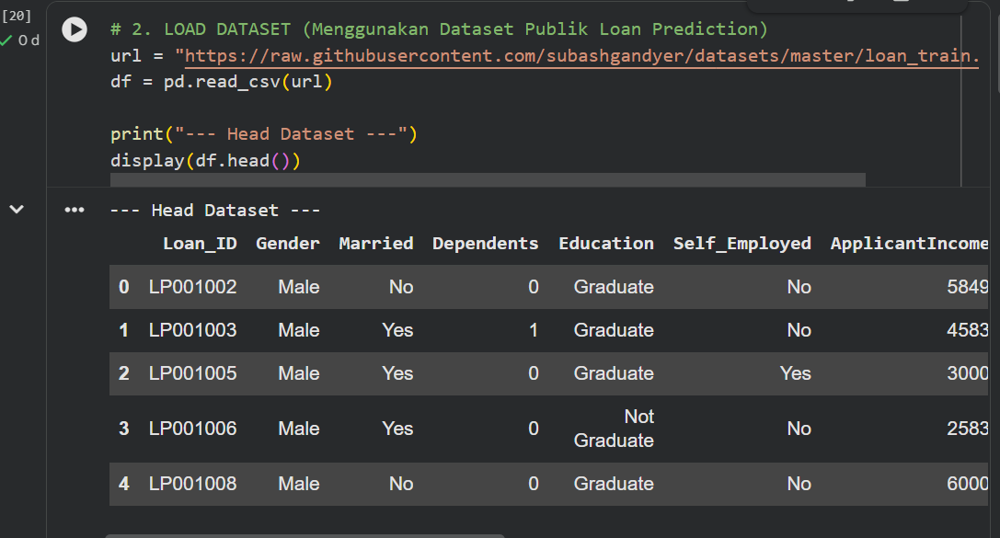 [20]
0 d
# 2. LOAD DATASET (Menggunakan Dataset Publik Loan Prediction)
url = "https://raw.githubusercontent.com/subashgandyer/datasets/master/loan_train.
df = pd.read_csv(url)
print("--- Head Dataset ---")
display(df.head())
--- Head Dataset ---
Loan_ID Gender Married Dependents Education Self_Employed ApplicantIncome
0 LP001002 Male No 0 Graduate No 5849
1 LP001003 Male Yes 1 Graduate No 4583
2 LP001005 Male Yes 0 Graduate Yes 3000
3 LP001006 Male Yes 0 Not Graduate No 2583
4 LP001008 Male No 0 Graduate No 6000